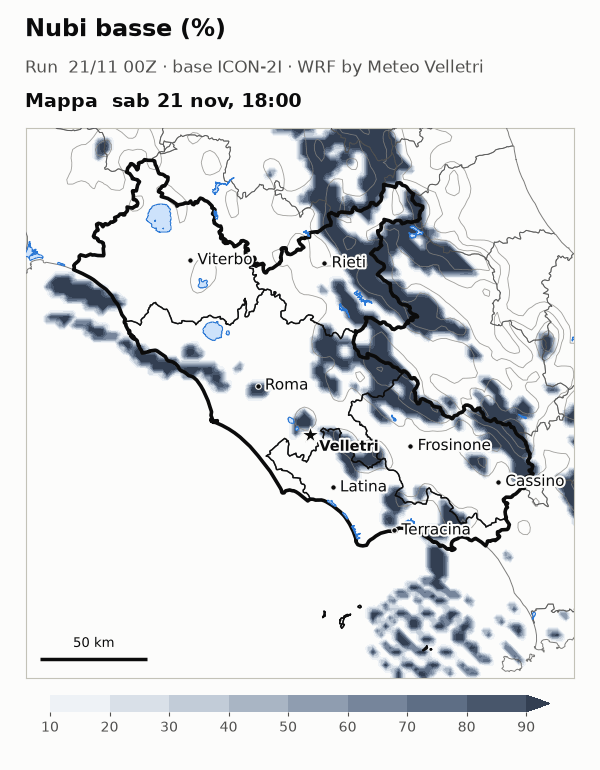 Nubi basse (%)
Run  21/11 00Z · base ICON-2I · WRF by Meteo Velletri
Mappa  sab 21 nov, 18:00
Viterbo
Rieti
Roma
Velletri
Frosinone
Latina
Cassino
Terracina
50 km
10 20 30 40 50 60 70 80 90